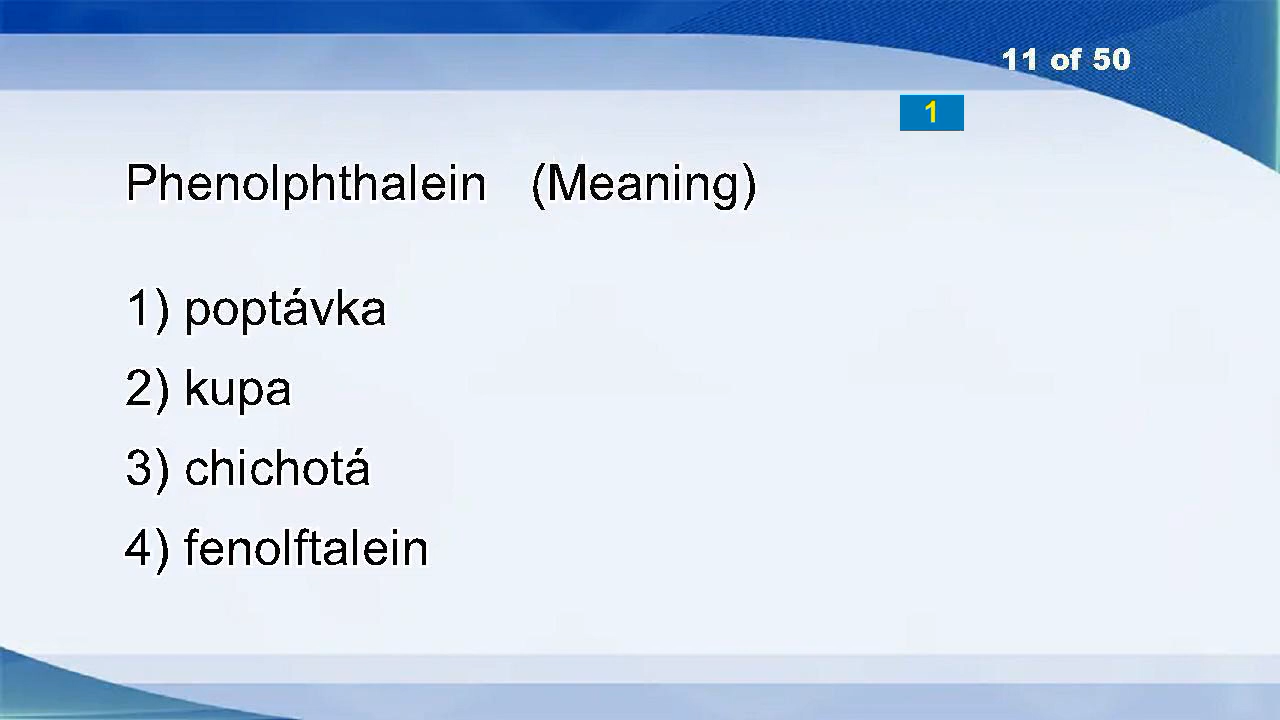 11 of 50
1
Phenolphthalein (Meaning)
1) poptávka
2) kupa
3) chichotá
4) fenolftalein